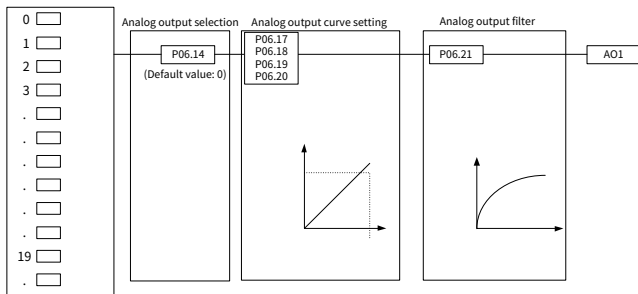 0
1
2
3
.
.
.
.
.
.
19
.
Analog output selection
P06.14
(Default value: 0)
Analog output curve setting
P06.17
P06.18
P06.19
P06.20
Analog output filter
P06.21
AO1